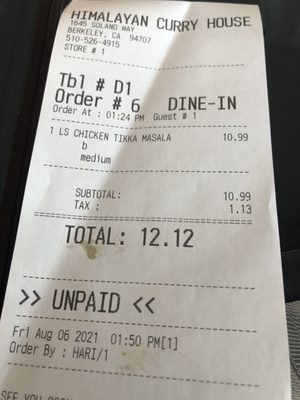 HIMALAYAN CURRY HOUSE
1645 SOLANO WAY
BERKELEY, CA 94707
510-526-4915
STORE # 1
Tbl # D1
Order # 6 DINE-IN
Order At : 01:24 PM Guest # 1
1 LS CHICKEN TIKKA MASALA 10.99
b
medium
SUBTOTAL: 10.99
TAX : 1.13
TOTAL: 12.12
>> UNPAID <<
Fri Aug 06 2021 01:50 PM[1]
Order By : HARI/1
SEE YOU